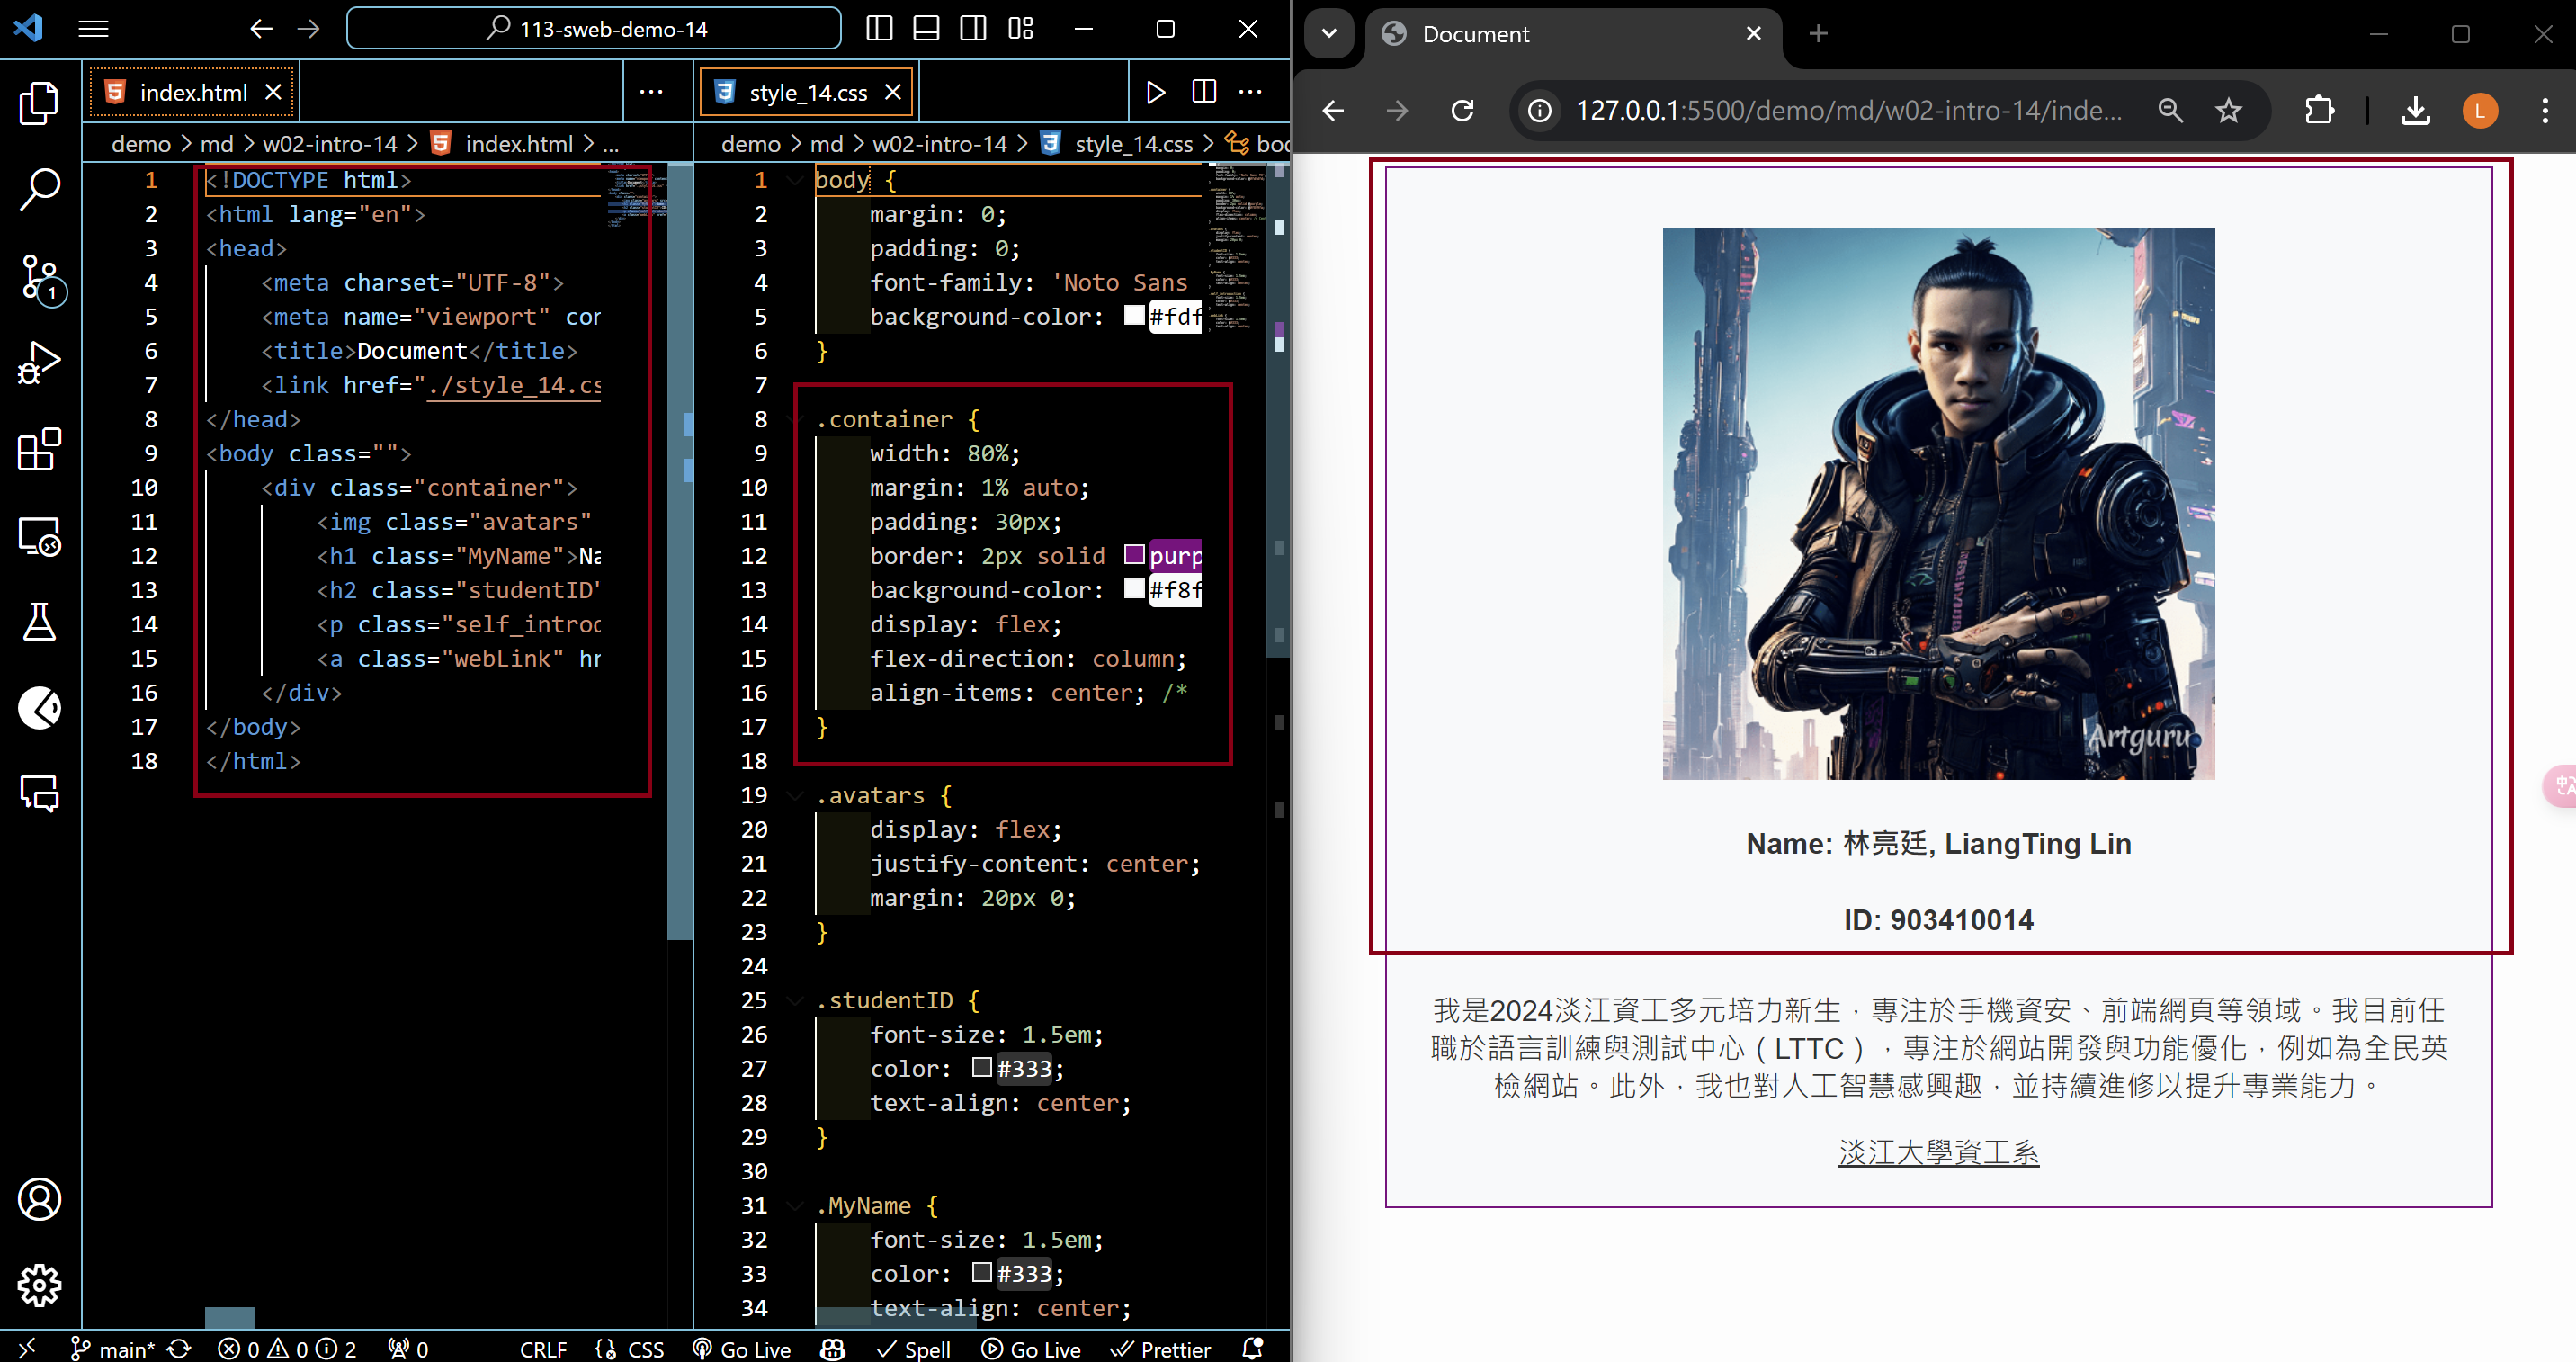 113-sweb-demo-14
index.html
style_14.css
demo > md > w02-intro-14 > index.html > ...
demo > md > w02-intro-14 > style_14.css >
1 <!DOCTYPE html>
2 <html lang="en">
3 <head>
4 <meta charset="UTF-8">
5 <meta name="viewport" con
6 <title>Document</title>
7 <link href="./style_14.cs
8 </head>
9 <body class="">
10 <div class="container">
11 <img class="avatars"
12 <h1 class="MyName">Na
13 <h2 class="studentID"
14 <p class="self_introd
15 <a class="webLink" hr
16 </div>
17 </body>
18 </html>
1 body {
2 margin: 0;
3 padding: 0;
4 font-family: 'Noto Sans
5 background-color: #fdf
6 }
7
8 .container {
9 width: 80%;
10 margin: 1% auto;
11 padding: 30px;
12 border: 2px solid purp
13 background-color: #f8f
14 display: flex;
15 flex-direction: column;
16 align-items: center; /*
17 }
18
19 .avatars {
20 display: flex;
21 justify-content: center;
22 margin: 20px 0;
23 }
24
25 .studentID {
26 font-size: 1.5em;
27 color: #333;
28 text-align: center;
29 }
30
31 .MyName {
32 font-size: 1.5em;
33 color: #333;
34 text-align: center;
1
main* 0 0 2 0 CRLF CSS Go Live Spell Go Live Prettier
Document
127.0.0.1:5500/demo/md/w02-intro-14/inde...
L
Artguru
Name: 林亮廷, LiangTing Lin
ID: 903410014
我是2024淡江資工多元培力新生，專注於手機資安、前端網頁等領域。我目前任
職於語言訓練與測試中心（LTTC），專注於網站開發與功能優化，例如為全民英
檢網站。此外，我也對人工智慧感興趣，並持續進修以提升專業能力。
淡江大學資工系